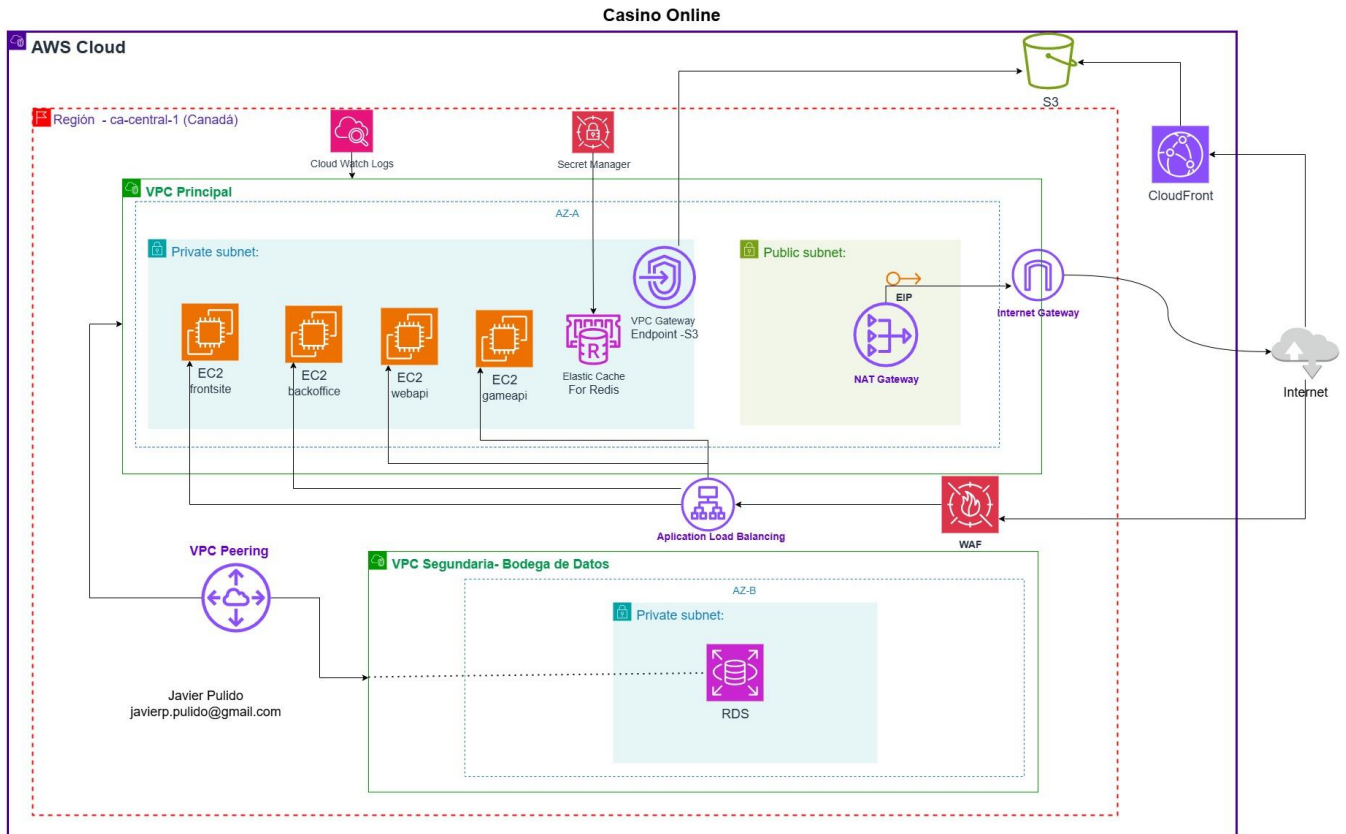 Casino Online
AWS Cloud
S3
Región - ca-central-1 (Canadá)
Cloud Watch Logs
Secret Manager
CloudFront
VPC Principal
AZ-A
Private subnet:
Public subnet:
EIP
Internet Gateway
VPC Gateway
Endpoint -S3
EC2
frontsite
EC2
backoffice
EC2
webapi
EC2
gameapi
R
Elastic Cache
For Redis
NAT Gateway
Internet
Aplication Load Balancing
WAF
VPC Peering
VPC Segundaria- Bodega de Datos
AZ-B
Private subnet:
RDS
Javier Pulido
javierp.pulido@gmail.com